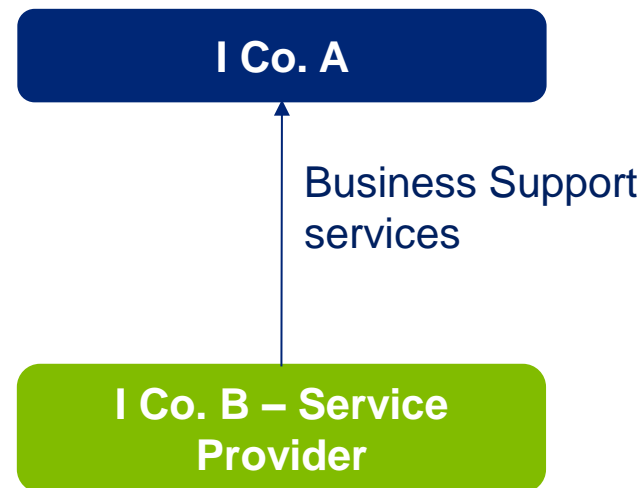 I Co. A
Business Support
services
I Co. B – Service
Provider